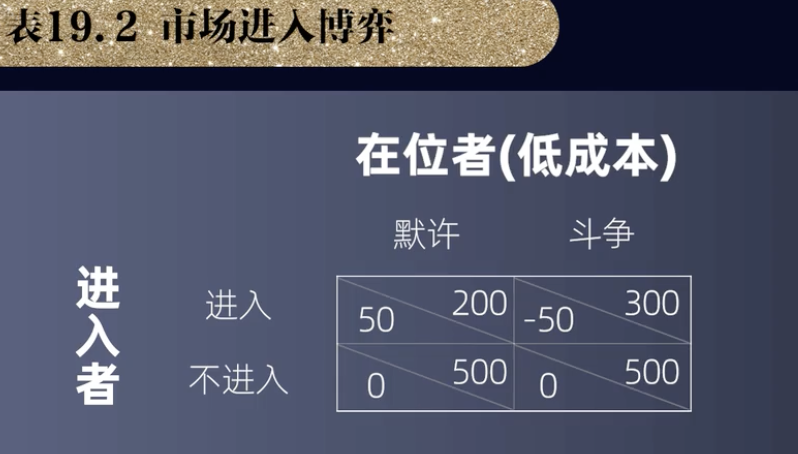 表19.2 市场进入博弈
在位者(低成本)
默许 斗争
进入者
进入 50 200 -50 300
不进入 0 500 0 500